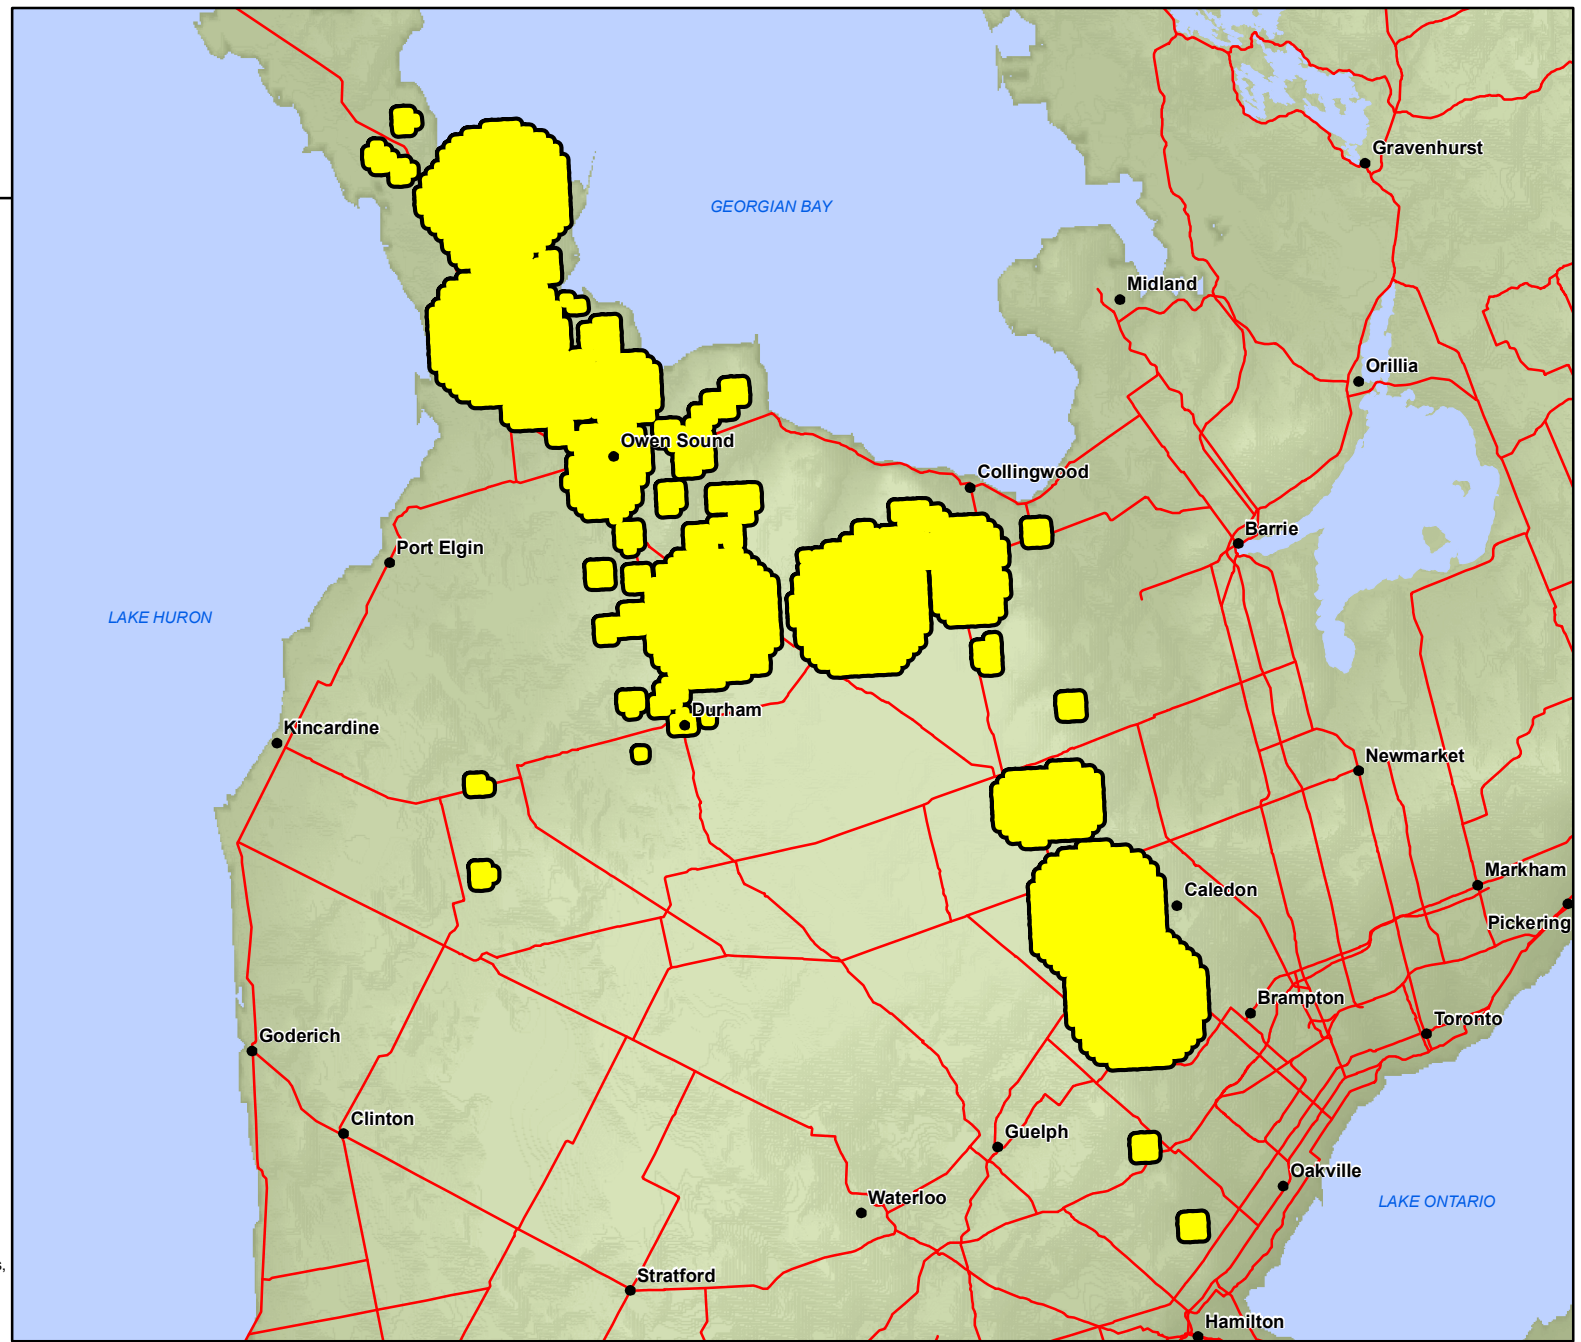 Gravenhurst
GEORGIAN BAY
Midland
Orillia
Owen Sound
Collingwood
Barrie
Port Elgin
LAKE HURON
Durham
Kincardine
Newmarket
Markham
Caledon
Pickering
Brampton
Toronto
Goderich
Clinton
Guelph
Oakville
Waterloo
LAKE ONTARIO
Stratford
Hamilton